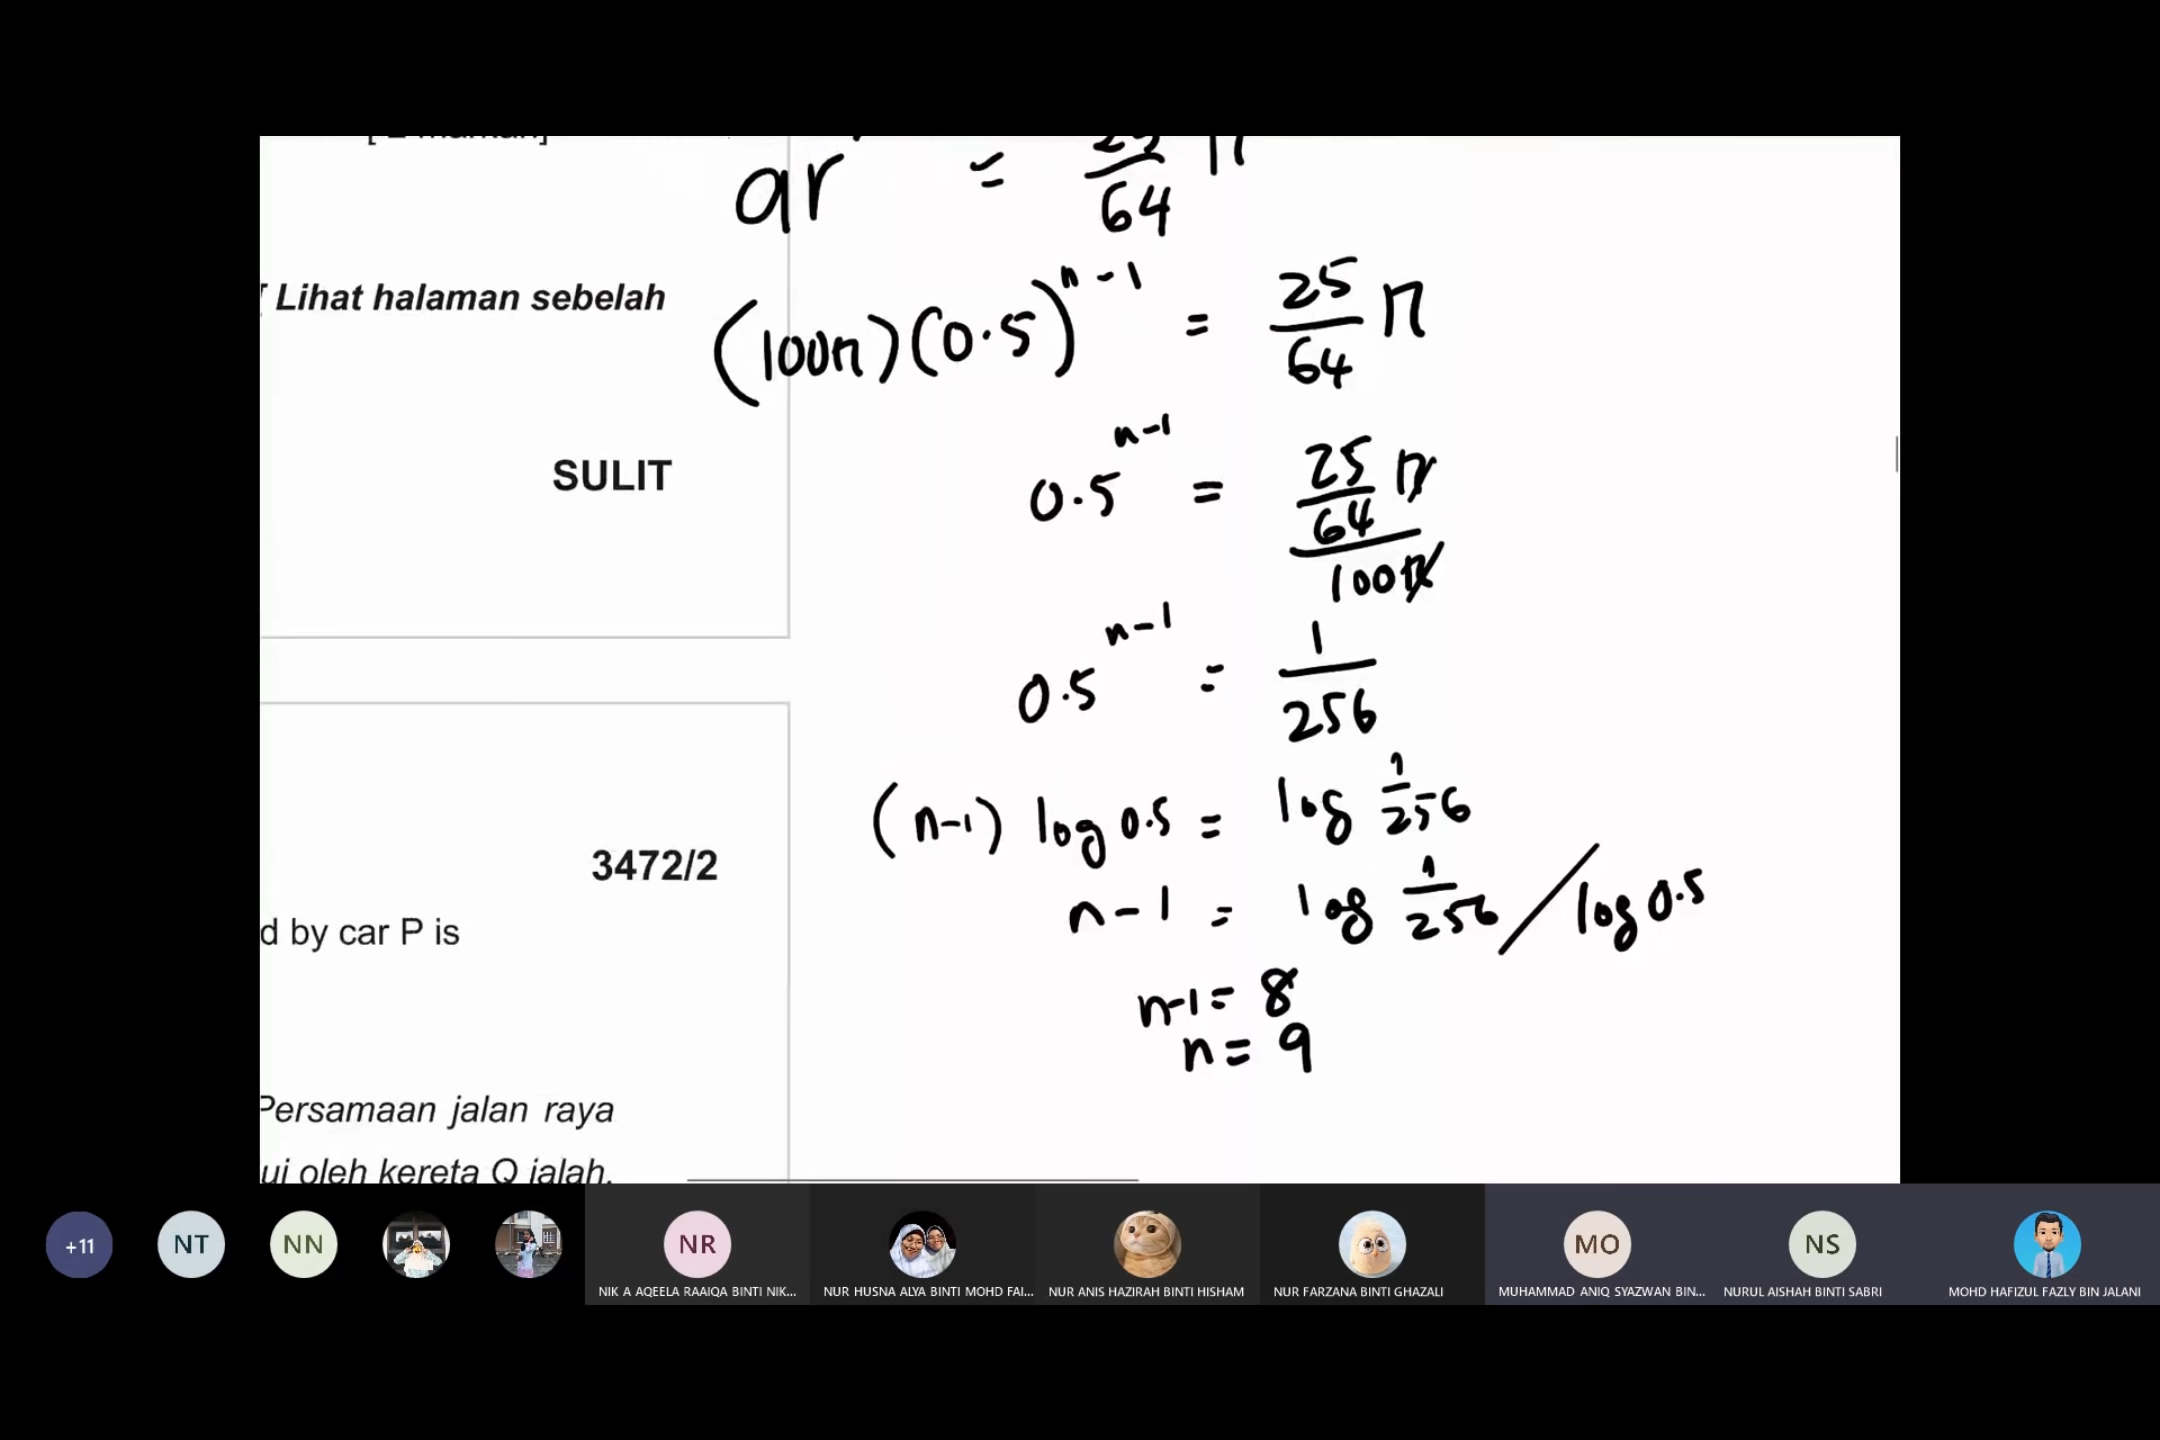 ar = 25/64 π
[ Lihat halaman sebelah
(100π)(0.5)^(n-1) = 25/64 π
SULIT
0.5^(n-1) = 25/64 π / 100π
0.5^(n-1) = 1/256
(n-1) log 0.5 = log 1/256
3472/2
n-1 = log 1/256 / log 0.5
d by car P is
n-1 = 8
n = 9
Persamaan jalan raya
ui oleh kereta Q ialah.
+11
NT
NN
NR
MO
NS
NIK A AQEELA RAAIQA BINTI NIK...
NUR HUSNA ALYA BINTI MOHD FAI...
NUR ANIS HAZIRAH BINTI HISHAM
NUR FARZANA BINTI GHAZALI
MUHAMMAD ANIQ SYAZWAN BIN...
NURUL AISHAH BINTI SABRI
MOHD HAFIZUL FAZLY BIN JALANI